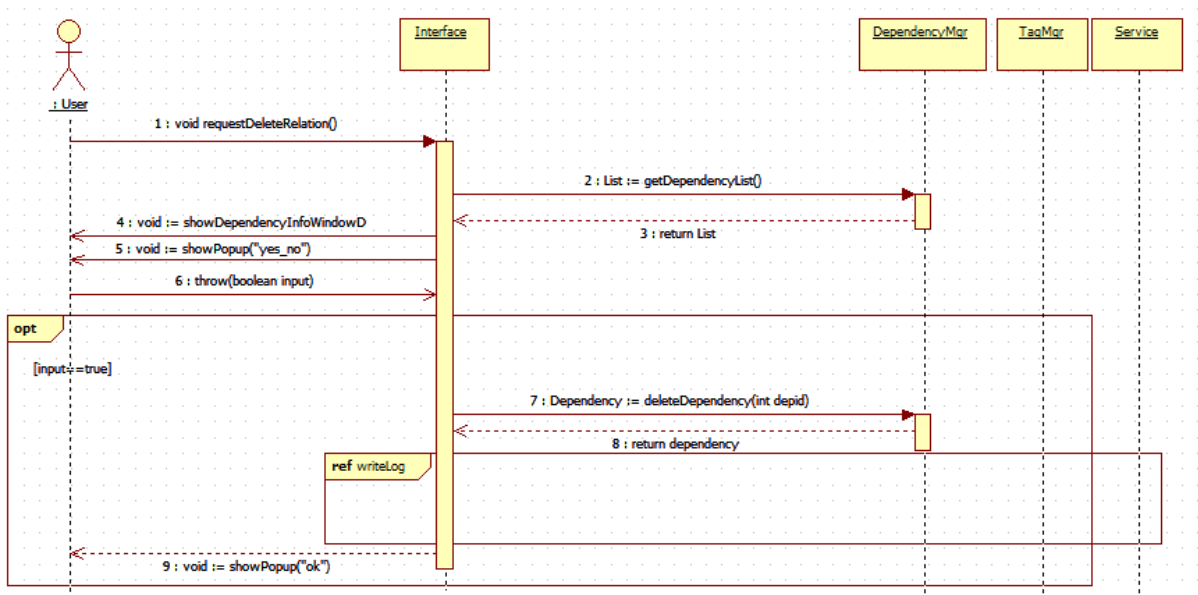 Interface
DependencyMgr
TagMgr
Service
: User
1 : void requestDeleteRelation()
2 : List := getDependencyList()
4 : void := showDependencyInfoWindowD
3 : return List
5 : void := showPopup("yes_no")
6 : throw(boolean input)
opt
[input==true]
7 : Dependency := deleteDependency(int depid)
8 : return dependency
ref writeLog
9 : void := showPopup("ok")